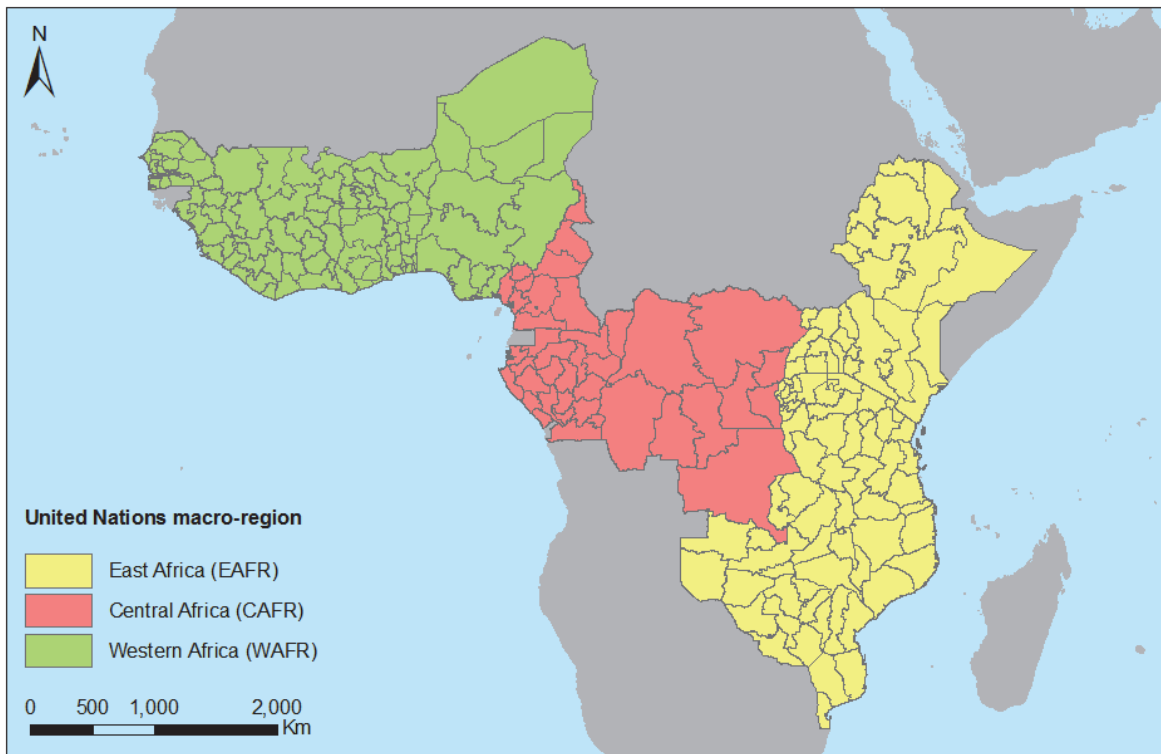 N
United Nations macro-region
East Africa (EAFR)
Central Africa (CAFR)
Western Africa (WAFR)
0 500 1,000 2,000
Km